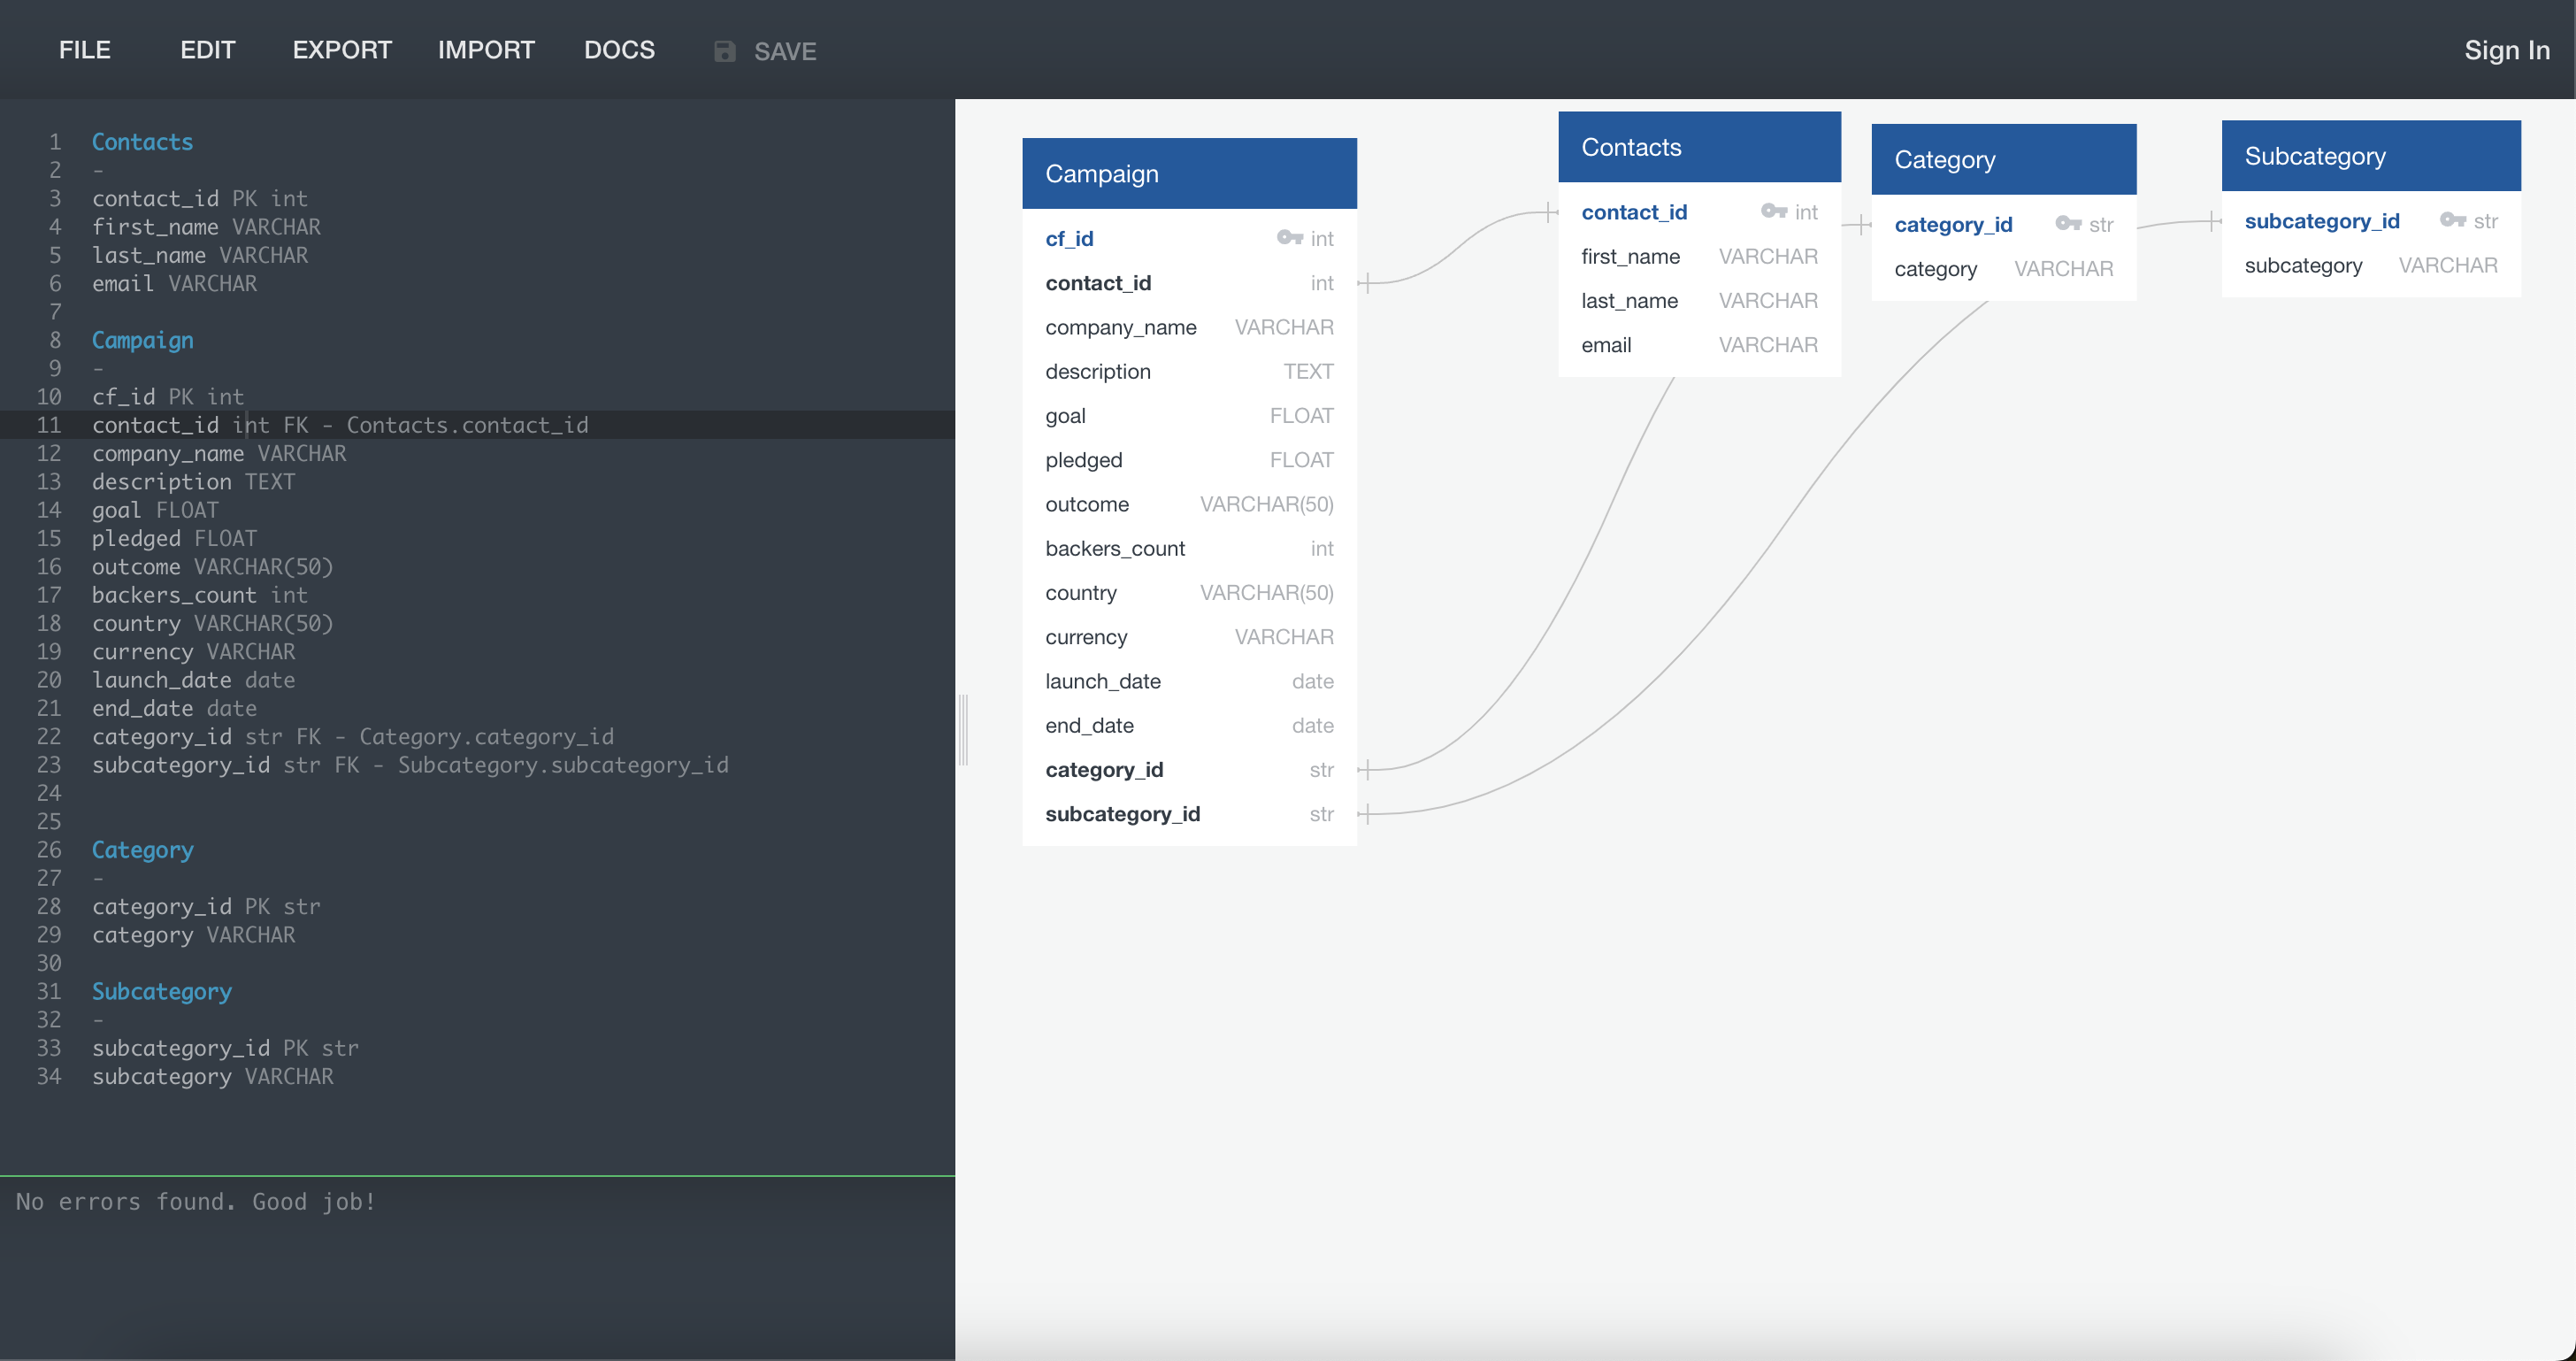 FILE EDIT EXPORT IMPORT DOCS SAVE Sign In
1 Contacts
2 -
3 contact_id PK int
4 first_name VARCHAR
5 last_name VARCHAR
6 email VARCHAR
7
8 Campaign
9 -
10 cf_id PK int
11 contact_id int FK - Contacts.contact_id
12 company_name VARCHAR
13 description TEXT
14 goal FLOAT
15 pledged FLOAT
16 outcome VARCHAR(50)
17 backers_count int
18 country VARCHAR(50)
19 currency VARCHAR
20 launch_date date
21 end_date date
22 category_id str FK - Category.category_id
23 subcategory_id str FK - Subcategory.subcategory_id
24
25
26 Category
27 -
28 category_id PK str
29 category VARCHAR
30
31 Subcategory
32 -
33 subcategory_id PK str
34 subcategory VARCHAR
No errors found. Good job!
Campaign
cf_id int
contact_id int
company_name VARCHAR
description TEXT
goal FLOAT
pledged FLOAT
outcome VARCHAR(50)
backers_count int
country VARCHAR(50)
currency VARCHAR
launch_date date
end_date date
category_id str
subcategory_id str
Contacts
contact_id int
first_name VARCHAR
last_name VARCHAR
email VARCHAR
Category
category_id str
category VARCHAR
Subcategory
subcategory_id str
subcategory VARCHAR